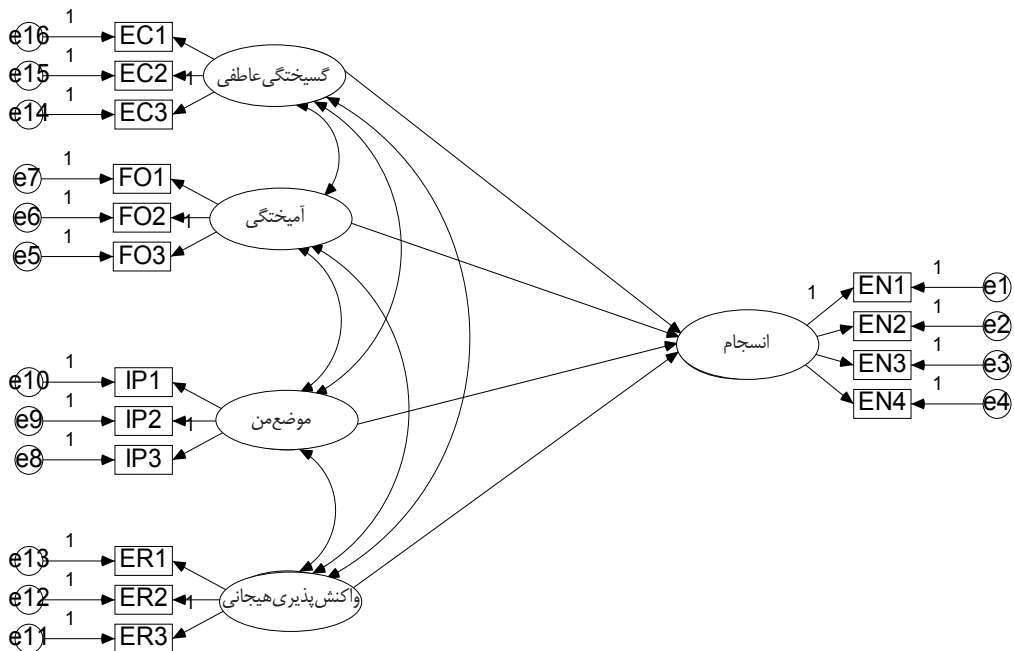 1
e16 EC1
1
e15 EC2 1
1
e14 EC3
گسیختگی عاطفی
1
e7 FO1
1
e6 FO2 1
1
e5 FO3
آمیختگی
1
e10 IP1
1
e9 IP2 1
1
e8 IP3
موضع من
1
e13 ER1
1
e12 ER2 1
1
e11 ER3
واکنش پذیری هیجانی
انسجام
1
EN1 1 e1
EN2 1 e2
EN3 1 e3
EN4 1 e4